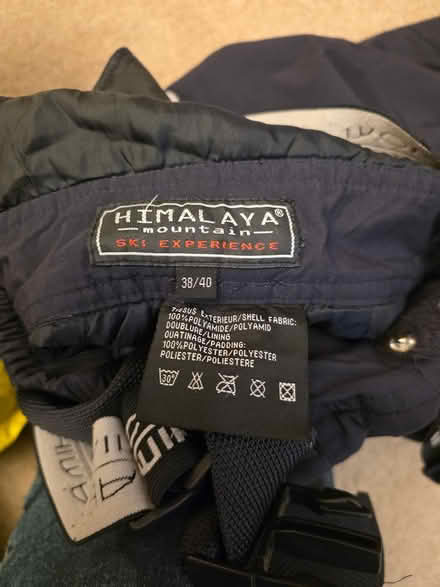 HIMALAYA®
mountain
SKI EXPERIENCE
38/40
TISSUS EXTERIEUR/SHELL FABRIC:
100%POLYAMIDE/POLYAMID
DOUBLURE/LINING
OUATINAGE/PADDING:
100%POLYESTER/POLYESTER
POLIESTER/POLIESTERE
30°